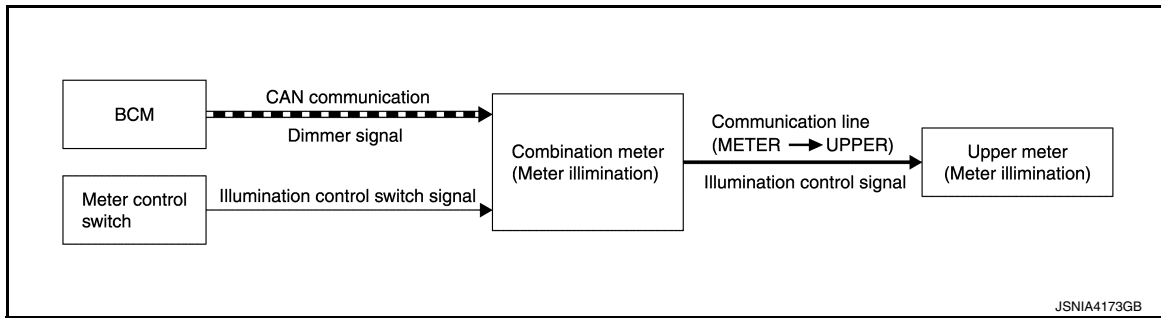 BCM
CAN communication
Dimmer signal
Meter control
switch
Illumination control switch signal
Combination meter
(Meter illimination)
Communication line
(METER → UPPER)
Illumination control signal
Upper meter
(Meter illimination)
JSNIA4173GB